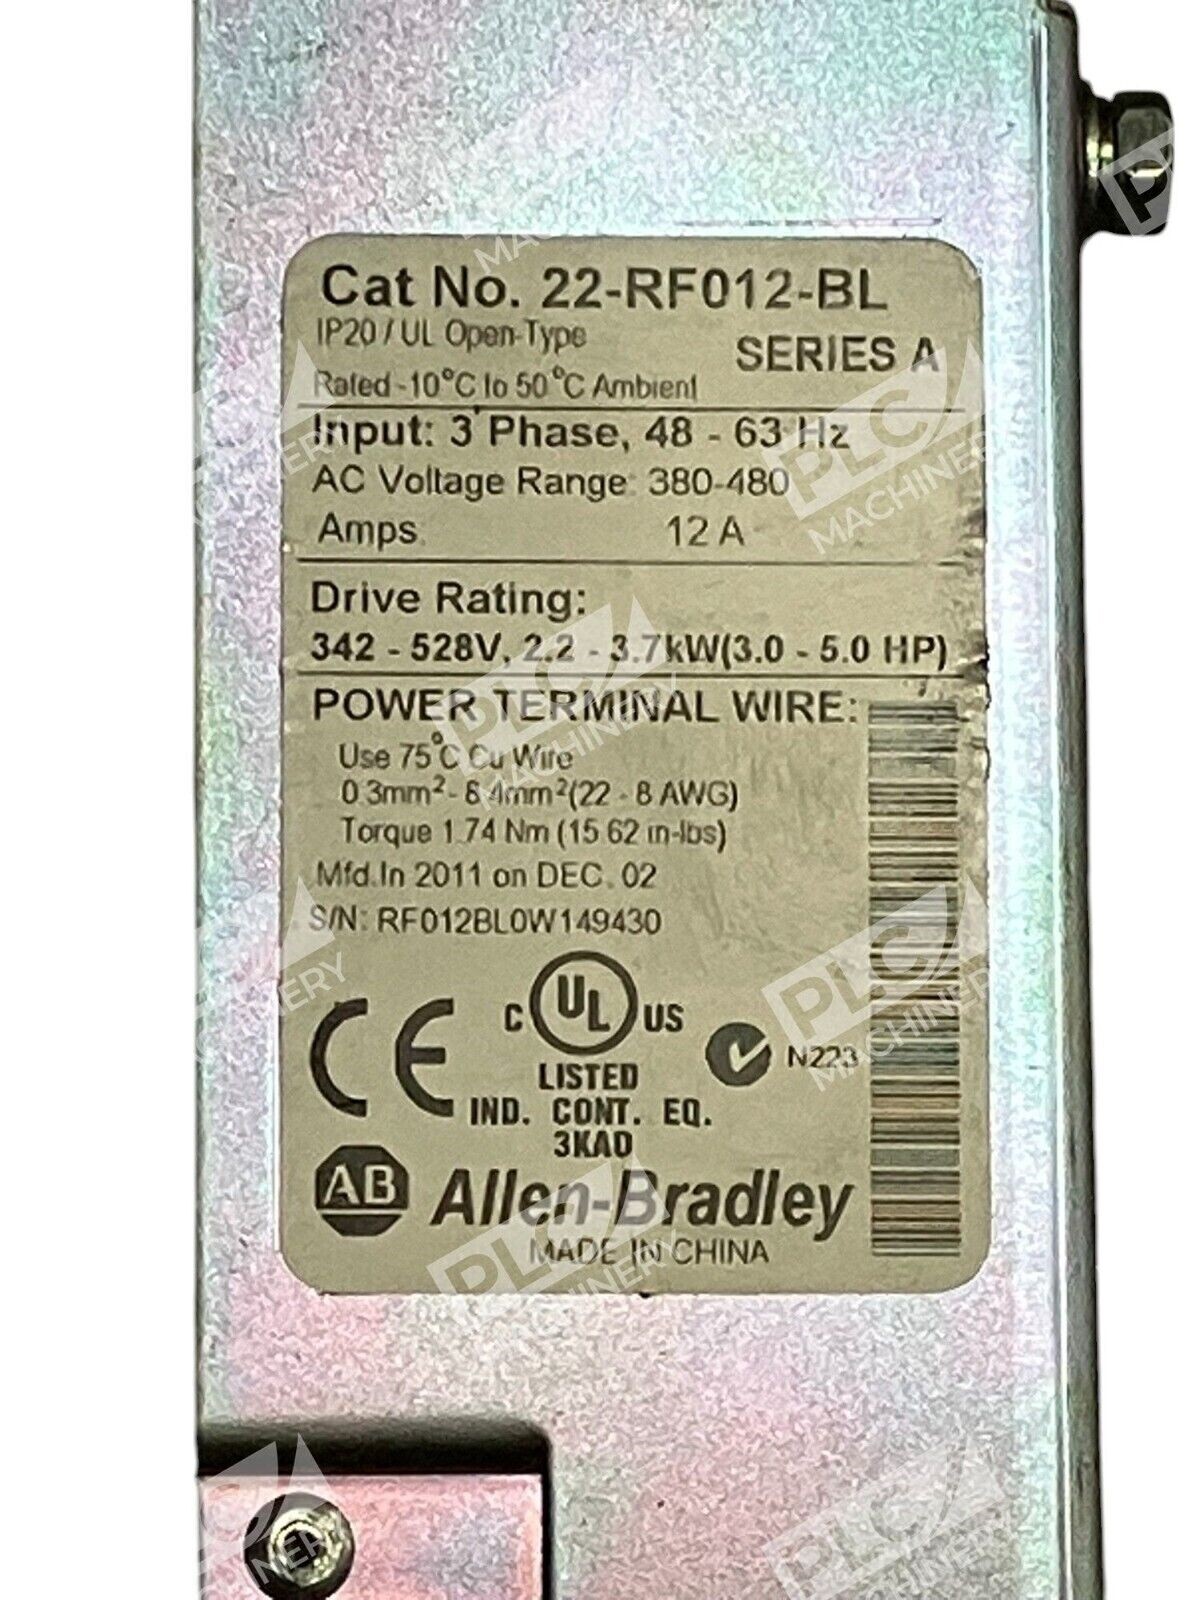 Cat No. 22-RF012-BL
IP20 / UL Open-Type
SERIES A
Rated -10°C to 50°C Ambient
Input: 3 Phase, 48 - 63 Hz
AC Voltage Range: 380-480
Amps 12 A
Drive Rating:
342 - 528V, 2.2 - 3.7kW(3.0 - 5.0 HP)
POWER TERMINAL WIRE:
Use 75°C Cu Wire
0.3mm²- 8.4mm²(22 - 8 AWG)
Torque 1.74 Nm (15.62 in-lbs)
Mfd.In 2011 on DEC. 02
S/N: RF012BL0W149430
CE
C UL US
LISTED
IND. CONT. EQ.
3KAD
N223
AB Allen-Bradley
MADE IN CHINA
PLC MACHINERY